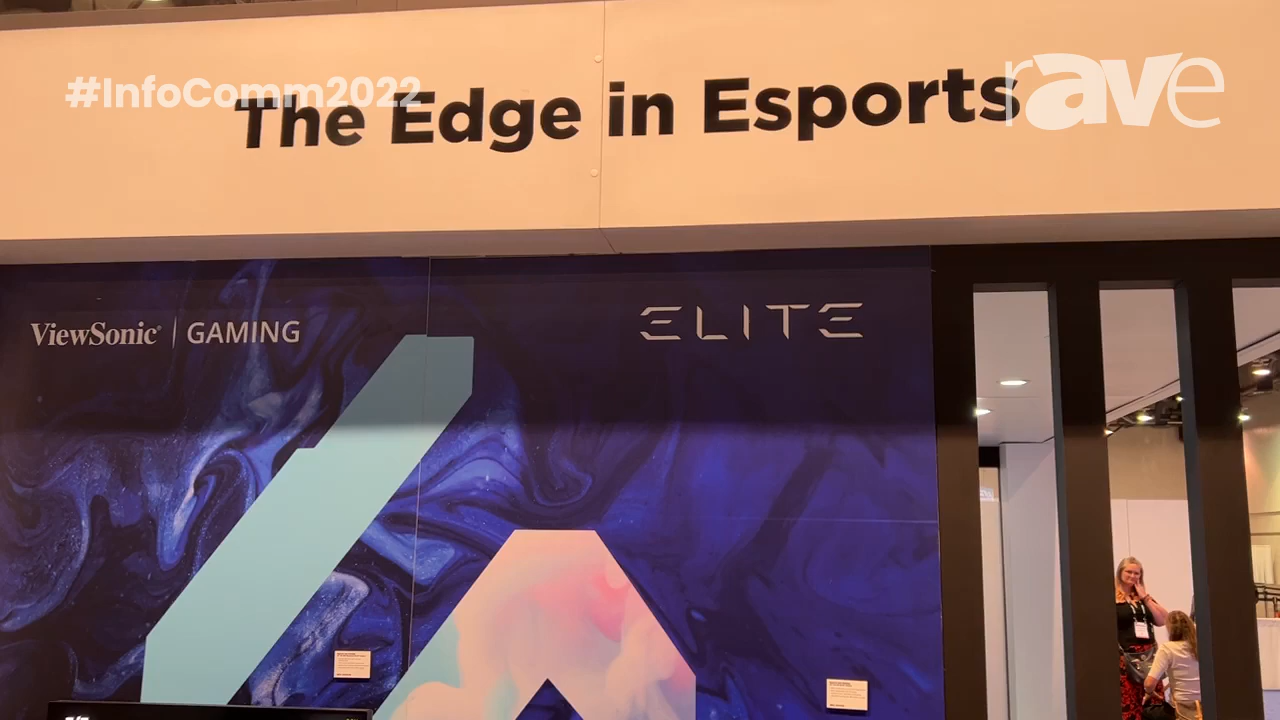 #InfoComm2022
rave
The Edge in Esports
ViewSonic® | GAMING
ELITE